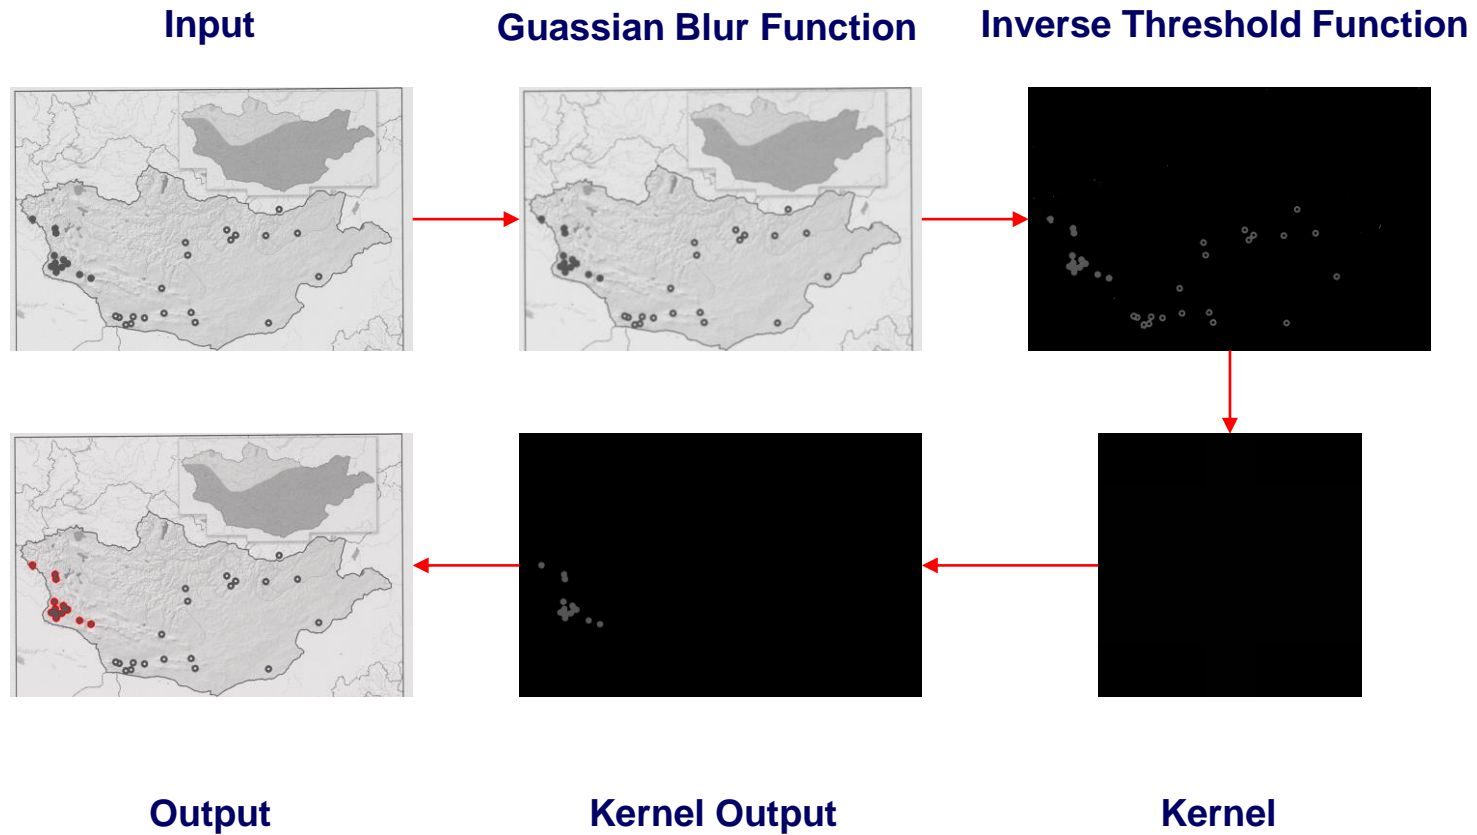 Input
Guassian Blur Function
Inverse Threshold Function
Output
Kernel Output
Kernel